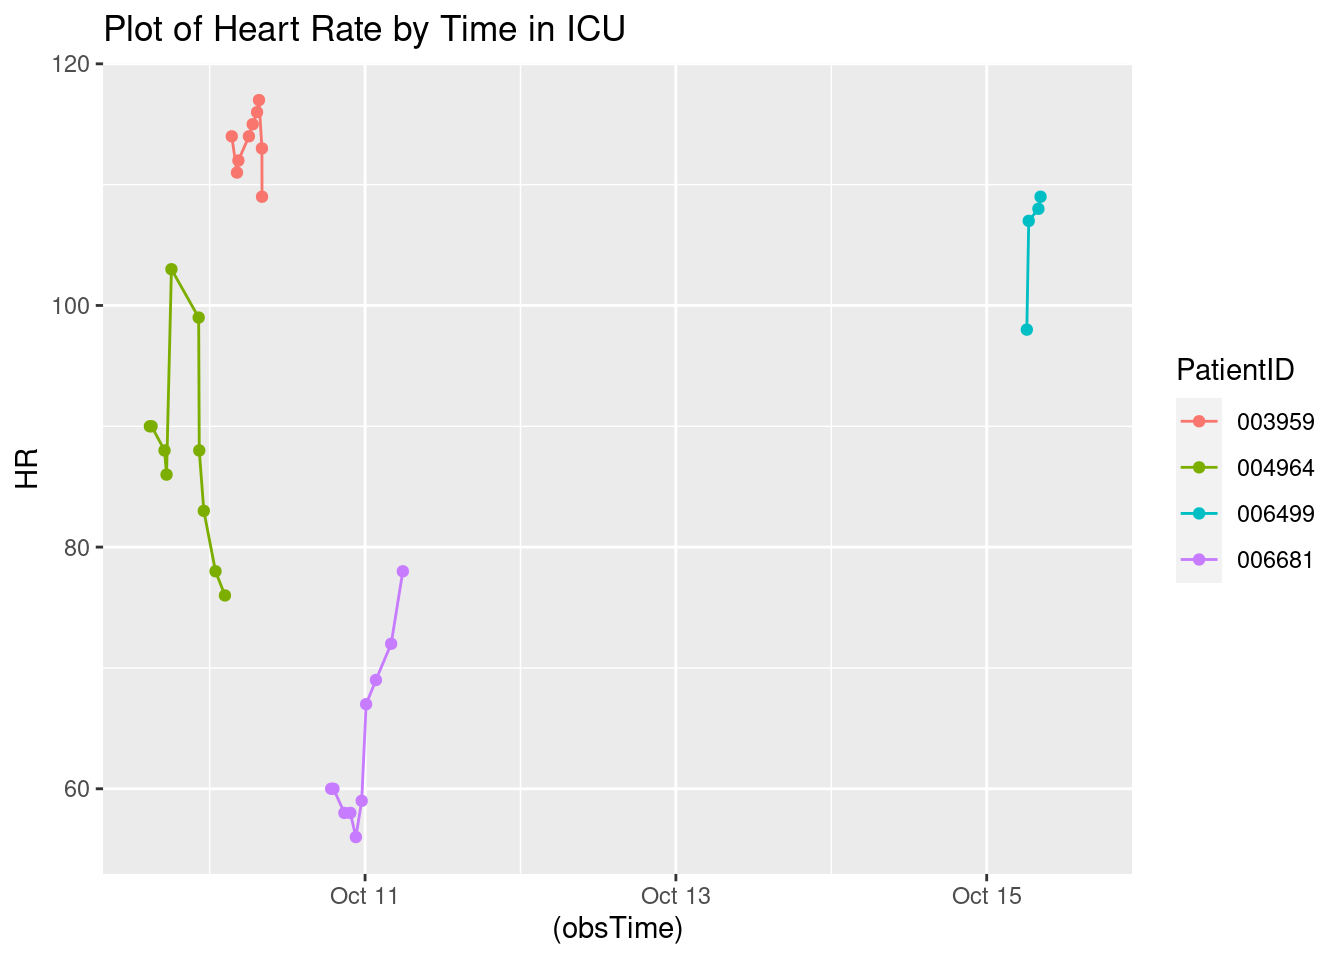 Plot of Heart Rate by Time in ICU
120
100
80
60
HR
Oct 11
Oct 13
Oct 15
(obsTime)
PatientID
003959
004964
006499
006681